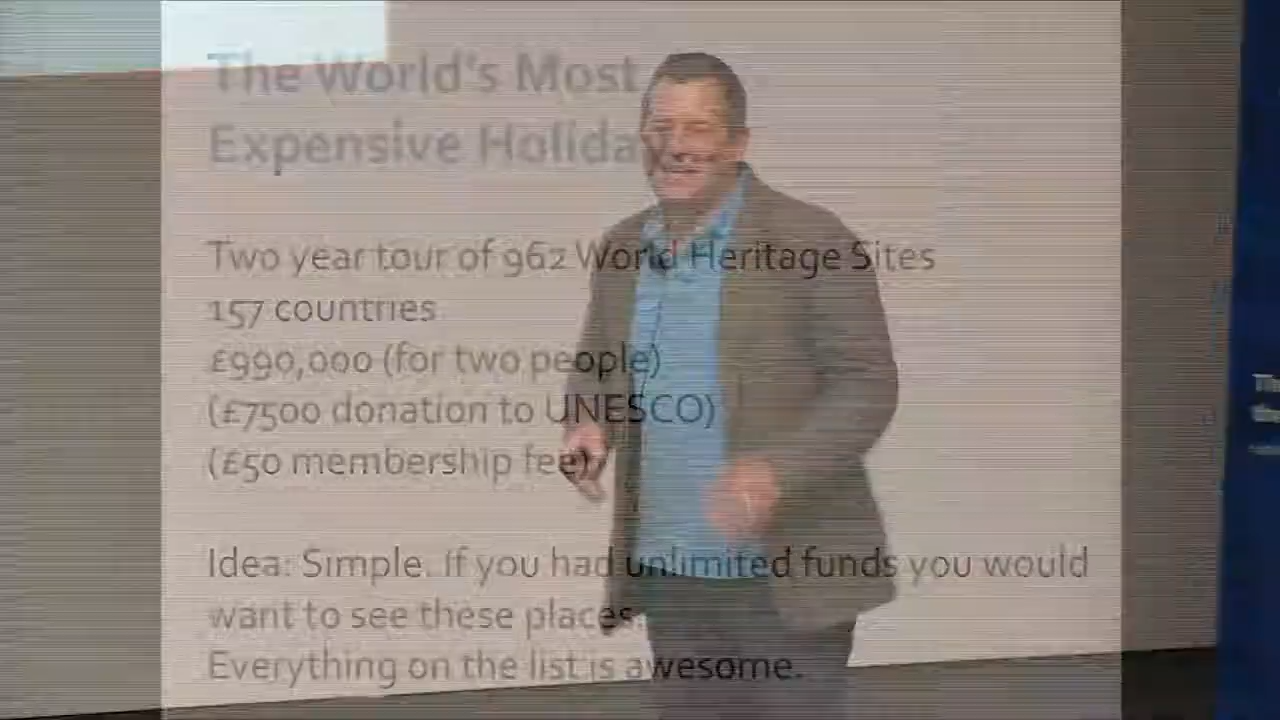 The World's Most
Expensive Holiday
Two year tour of 962 World Heritage Sites
157 countries
£990,000 (for two people)
(£7500 donation to UNESCO)
(£50 membership fee)
Idea: Simple. If you had unlimited funds you would
want to see these places.
Everything on the list is awesome.